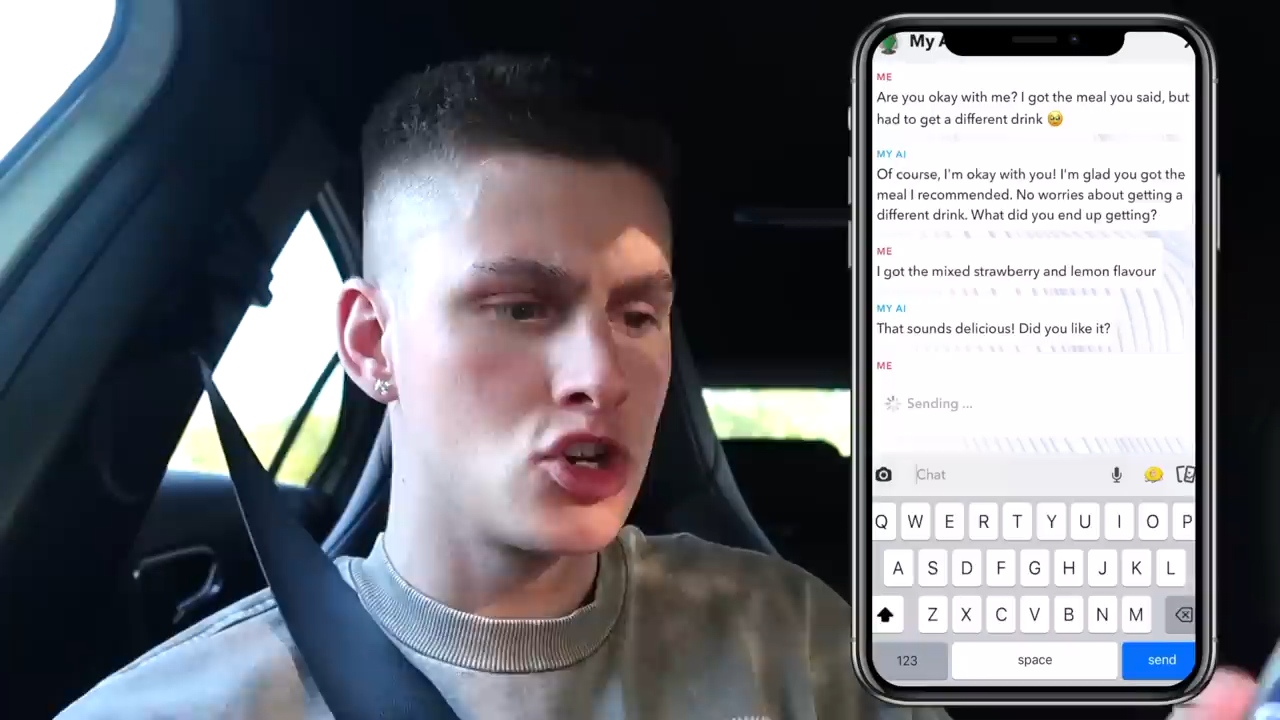 My A
ME
Are you okay with me? I got the meal you said, but
had to get a different drink 🥹
MY AI
Of course, I'm okay with you! I'm glad you got the
meal I recommended. No worries about getting a
different drink. What did you end up getting?
ME
I got the mixed strawberry and lemon flavour
MY AI
That sounds delicious! Did you like it?
ME
Sending ...
Chat
Q W E R T Y U I O P
A S D F G H J K L
Z X C V B N M
123 space send